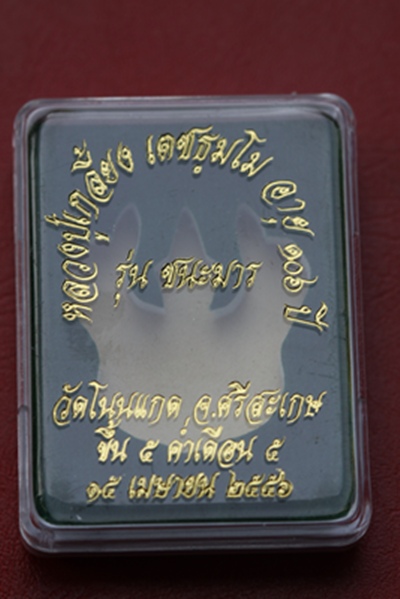 หลวงปู่เกลี้ยง เตชธมฺโม อายุ ๑๐๖ ปี
รุ่น ชนะมาร
วัดโนนแกด จ.ศรีสะเกษ
ขึ้น ๕ ค่ำเดือน ๕
๑๕ เมษายน ๒๕๕๖